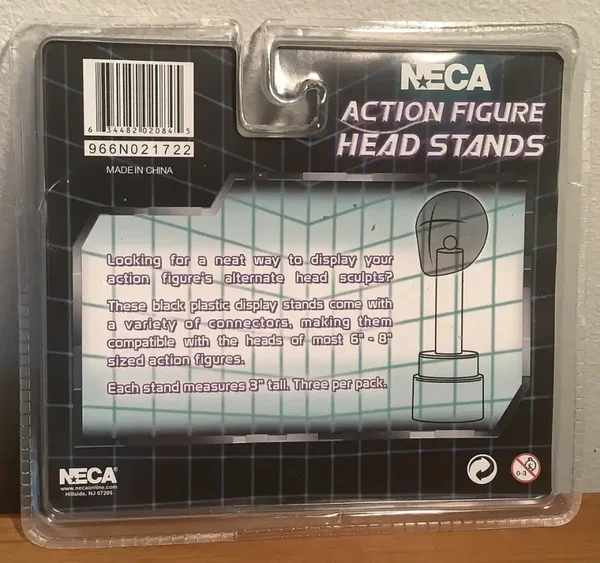 6 34482 02084 5
966N021722
MADE IN CHINA
NECA
ACTION FIGURE
HEAD STANDS
Looking for a neat way to display your
action figure's alternate head sculpts?
These black plastic display stands come with
a variety of connectors, making them
compatible with the heads of most 6" - 8"
sized action figures.
Each stand measures 3" tall. Three per pack.
NECA®
www.necaonline.com
Hillside, NJ 07205
0-3